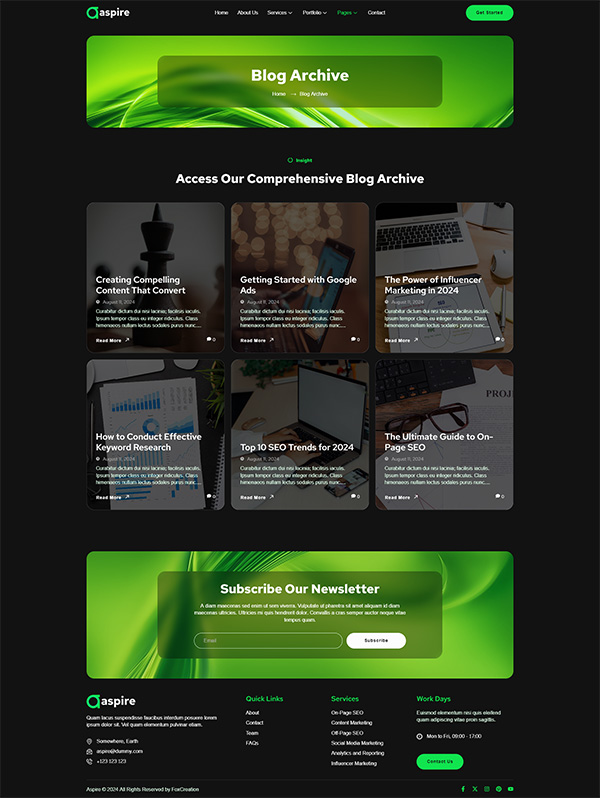 aspire
Home About Us Services Portfolio Pages Contact
Get Started
Blog Archive
Home → Blog Archive
Insight
Access Our Comprehensive Blog Archive
Creating Compelling
Content That Convert
August 11, 2024
Curabitur dictum dui nisi lacinia; facilisis iaculis.
Ipsum tempor class eu integer ridiculus. Class
himenaeos nullam lectus sodales purus nunc....
Read More
0
Getting Started with Google
Ads
August 11, 2024
Curabitur dictum dui nisi lacinia; facilisis iaculis.
Ipsum tempor class eu integer ridiculus. Class
himenaeos nullam lectus sodales purus nunc....
Read More
0
The Power of Influencer
Marketing in 2024
August 11, 2024
Curabitur dictum dui nisi lacinia; facilisis iaculis.
Ipsum tempor class eu integer ridiculus. Class
himenaeos nullam lectus sodales purus nunc....
Read More
0
How to Conduct Effective
Keyword Research
August 11, 2024
Curabitur dictum dui nisi lacinia; facilisis iaculis.
Ipsum tempor class eu integer ridiculus. Class
himenaeos nullam lectus sodales purus nunc....
Read More
0
Top 10 SEO Trends for 2024
August 11, 2024
Curabitur dictum dui nisi lacinia; facilisis iaculis.
Ipsum tempor class eu integer ridiculus. Class
himenaeos nullam lectus sodales purus nunc....
Read More
0
PROJ
The Ultimate Guide to On-
Page SEO
August 11, 2024
Curabitur dictum dui nisi lacinia; facilisis iaculis.
Ipsum tempor class eu integer ridiculus. Class
himenaeos nullam lectus sodales purus nunc....
Read More
0
Subscribe Our Newsletter
A diam maecenas sed enim ut sem viverra. Vulputate ut pharetra sit amet aliquam id diam
maecenas ultricies. Ultricies mi quis hendrerit dolor. Convallis a cras semper auctor neque vitae
tempus quam.
Email
Subscribe
aspire
Quam lacus suspendisse faucibus interdum posuere lorem
ipsum dolor sit. Vel quam elementum pulvinar etiam.
Somewhere, Earth
aspire@dummy.com
+123 123 123
Quick Links
About
Contact
Team
FAQs
Services
On-Page SEO
Content Marketing
Off-Page SEO
Social Media Marketing
Analytics and Reporting
Influencer Marketing
Work Days
Euismod elementum nisi quis eleifend
quam adipiscing vitae proin sagittis.
Mon to Fri, 09:00 - 17:00
Contact Us
Aspire © 2024 All Rights Reserved by FoxCreation